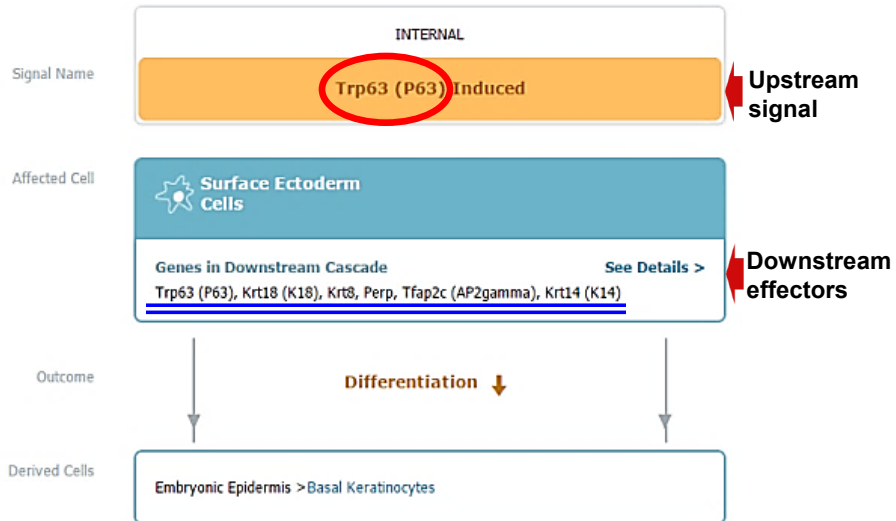 INTERNAL
Signal Name
Trp63 (P63) Induced
Upstream
signal
Affected Cell
Surface Ectoderm
Cells
Genes in Downstream Cascade
See Details >
Trp63 (P63), Krt18 (K18), Krt8, Perp, Tfap2c (AP2gamma), Krt14 (K14)
Downstream
effectors
Outcome
Differentiation
Derived Cells
Embryonic Epidermis >Basal Keratinocytes